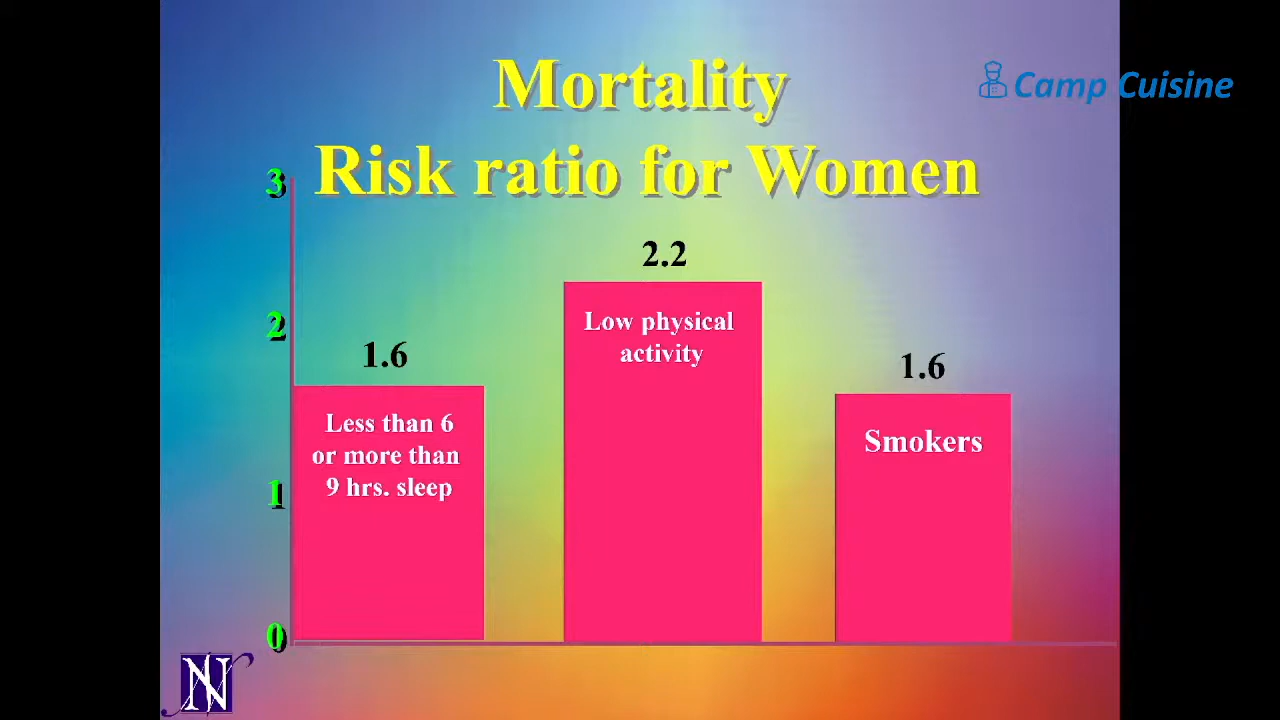 Mortality
Risk ratio for Women
Camp Cuisine
3
2
1
0
1.6
Less than 6
or more than
9 hrs. sleep
2.2
Low physical
activity
1.6
Smokers
N